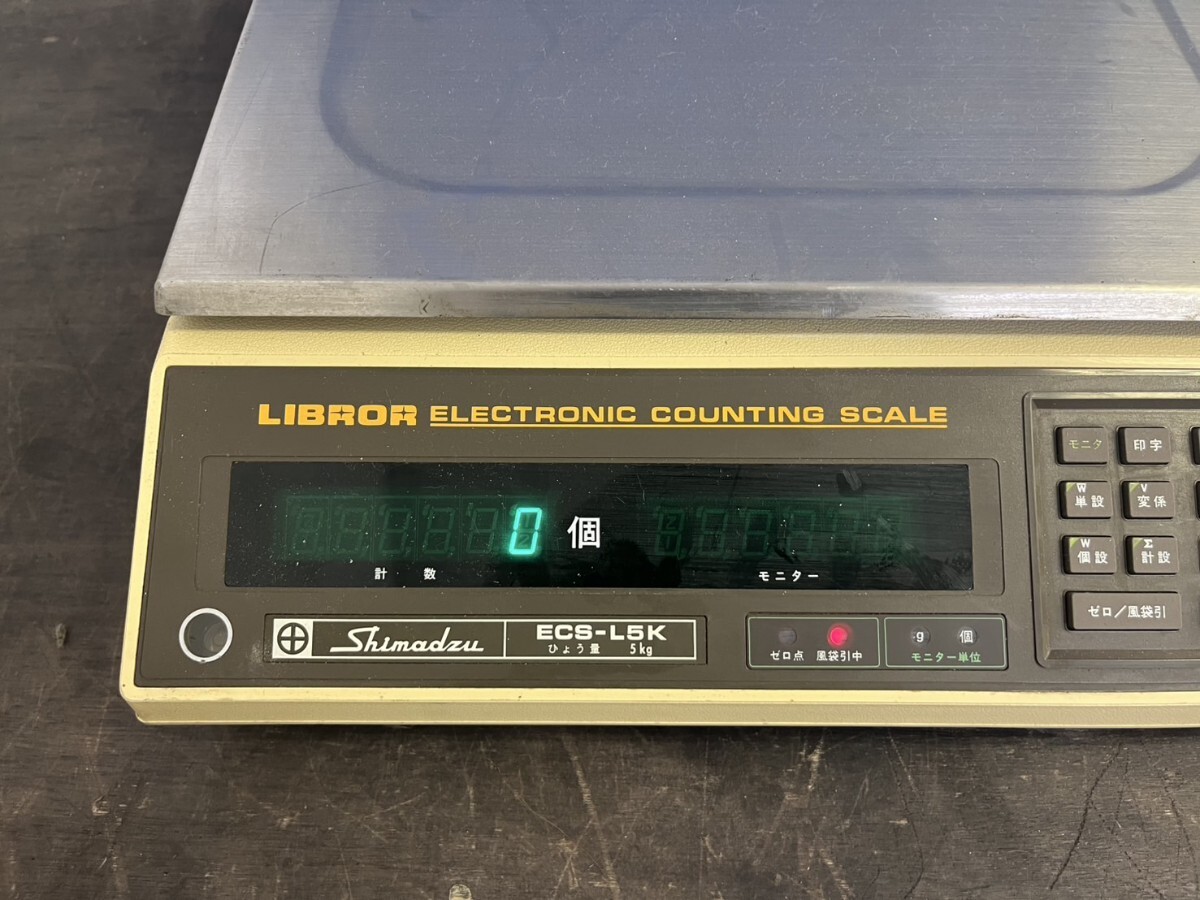 LIBROR ELECTRONIC COUNTING SCALE
0 個
計 数
モニター
Shimadzu
ECS-L5K
ひょう量 5kg
ゼロ点 風袋引中
g 個
モニター単位
モニタ 印字
W 単設 V 変係
W 個設 Σ 計設
ゼロ/風袋引